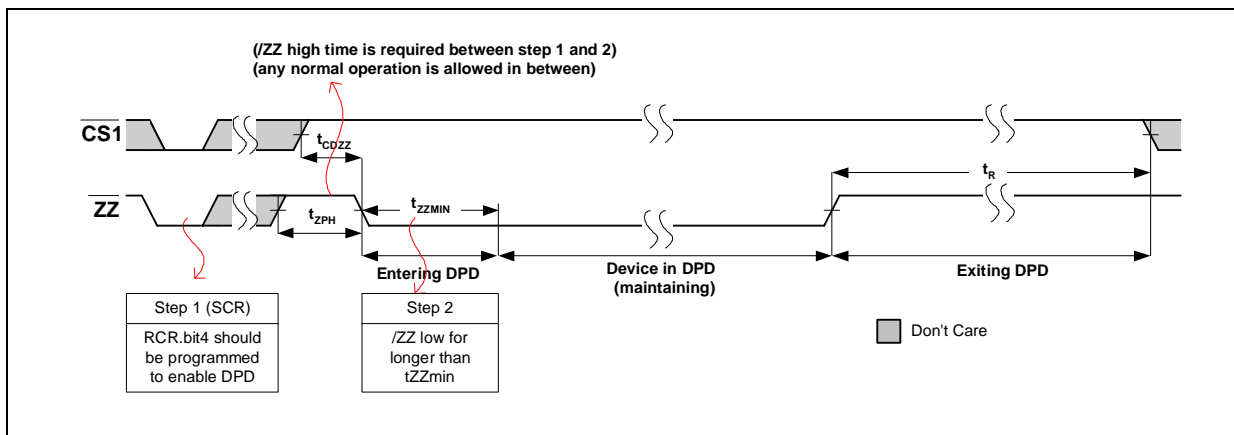 (/ZZ high time is required between step 1 and 2)
(any normal operation is allowed in between)
CS1
tCDZZ
tR
ZZ
tZZMIN
tZPH
Entering DPD
Device in DPD
(maintaining)
Exiting DPD
Step 1 (SCR)
RCR.bit4 should
be programmed
to enable DPD
Step 2
/ZZ low for
longer than
tZZmin
Don't Care